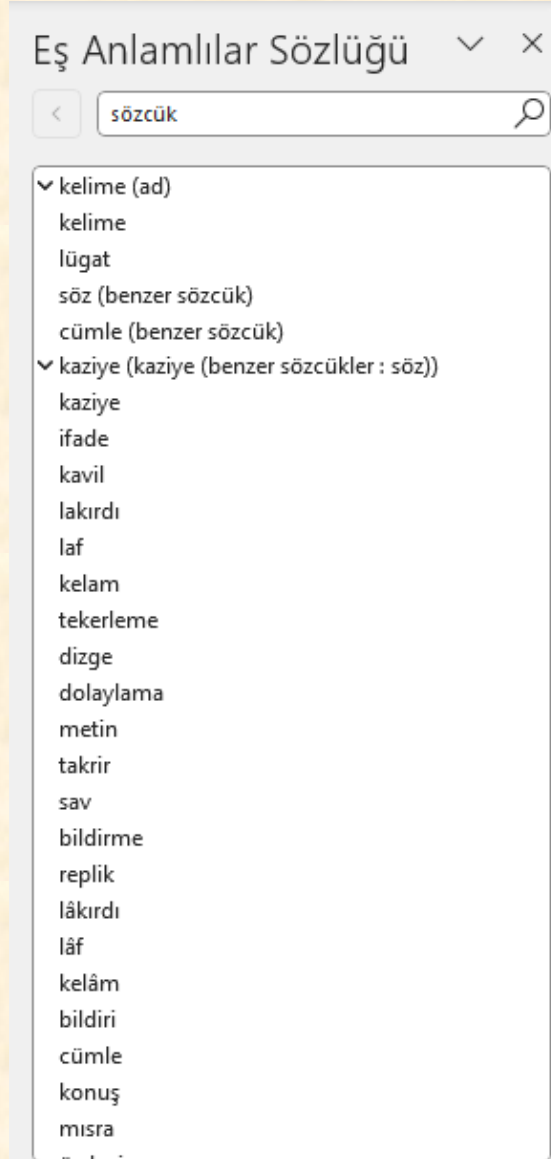 Eş Anlamlılar Sözlüğü
sözcük
kelime (ad)
kelime
lügat
söz (benzer sözcük)
cümle (benzer sözcük)
kaziye (kaziye (benzer sözcükler : söz))
kaziye
ifade
kavil
lakırdı
laf
kelam
tekerleme
dizge
dolaylama
metin
takrir
sav
bildirme
replik
lâkırdı
lâf
kelâm
bildiri
cümle
konuş
mısra